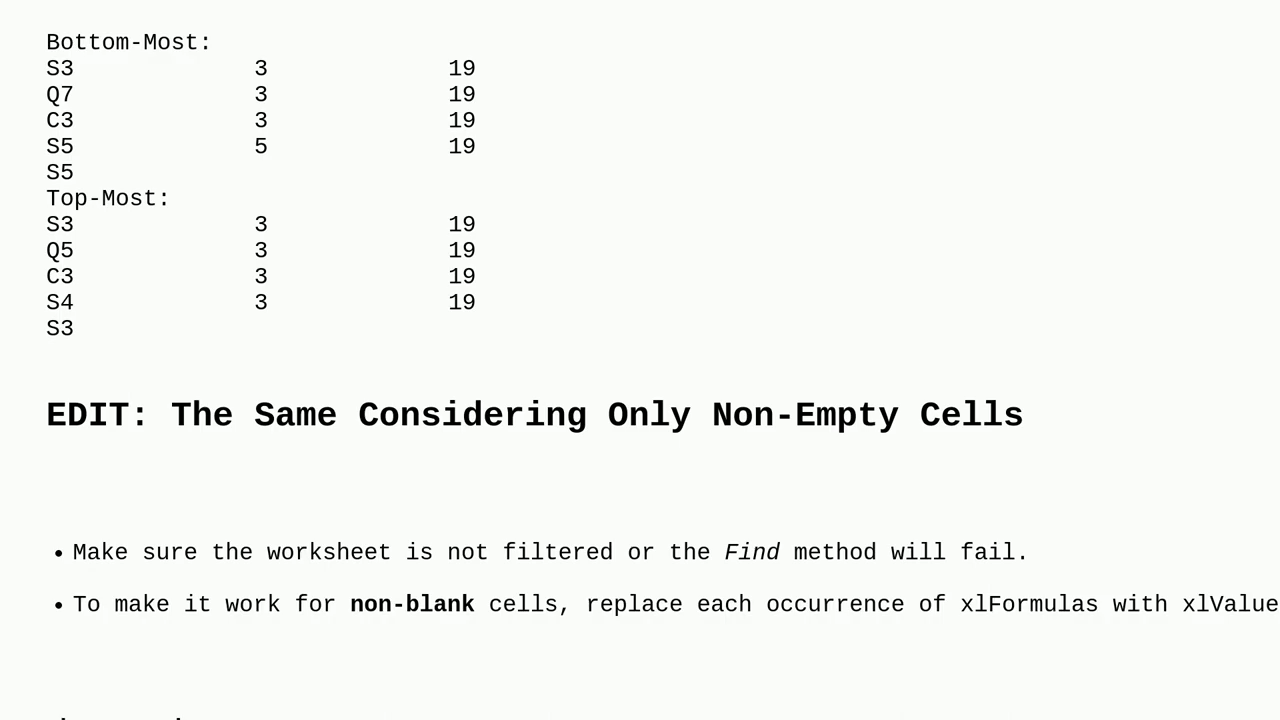 Bottom-Most:
S3 3 19
Q7 3 19
C3 3 19
S5 5 19
S5
Top-Most:
S3 3 19
Q5 3 19
C3 3 19
S4 3 19
S3
EDIT: The Same Considering Only Non-Empty Cells
• Make sure the worksheet is not filtered or the Find method will fail.
• To make it work for non-blank cells, replace each occurrence of xlFormulas with xlValue